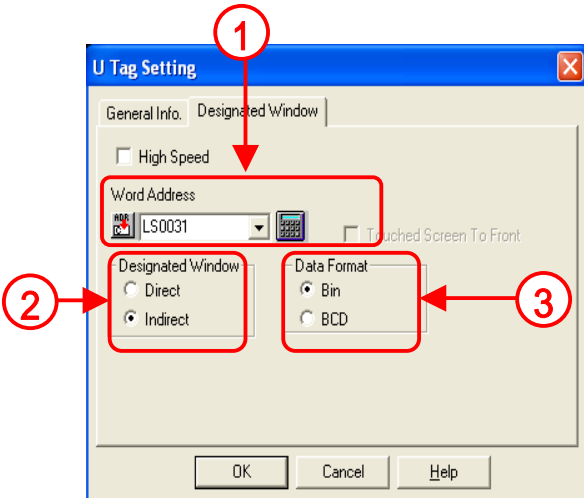 1
U Tag Setting
General Info. Designated Window
High Speed
Word Address
ADR
LS0031
Touched Screen To Front
Designated Window Data Format
2 Direct Bin 3
Indirect BCD
OK Cancel Help